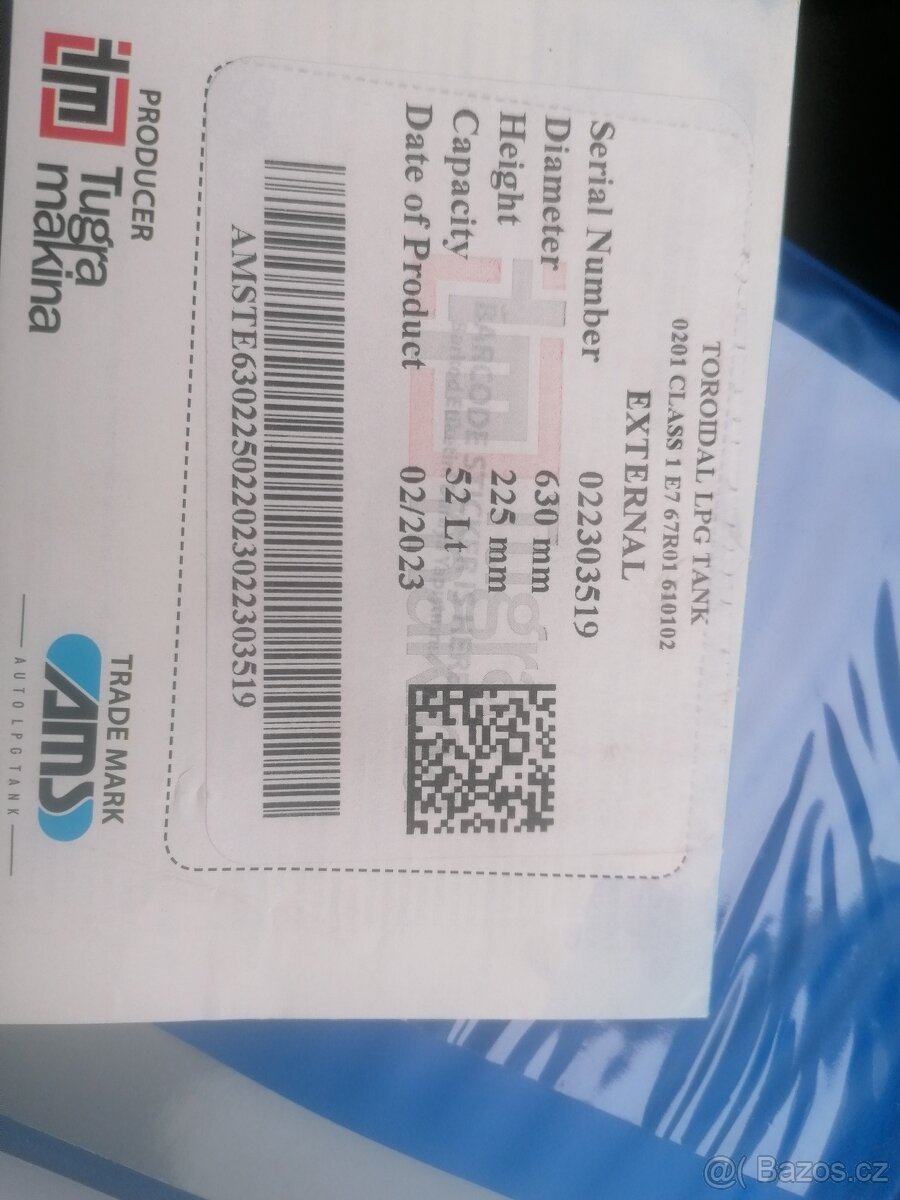 TOROIDAL LPG TANK
0201 CLASS 1 E7 67R01 610102
EXTERNAL
Serial Number 022303519
Diameter 630 mm
Height 225 mm
Capacity 52 Lt
Date of Product 02/2023
AMSTE630225022023022303519
PRODUCER
Tugra
makina
TRADE MARK
AMS
AUTO LPG TANK
@( Bazos.cz